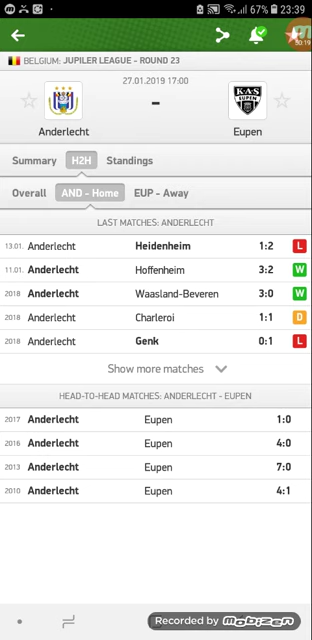 67% 23:39
00:19
BELGIUM: JUPILER LEAGUE - ROUND 23
27.01.2019 17:00
K·A·S
EUPEN
-
Anderlecht Eupen
Summary H2H Standings
Overall AND - Home EUP - Away
LAST MATCHES: ANDERLECHT
13.01. Anderlecht Heidenheim 1:2 L
11.01. Anderlecht Hoffenheim 3:2 W
2018 Anderlecht Waasland-Beveren 3:0 W
2018 Anderlecht Charleroi 1:1 D
2018 Anderlecht Genk 0:1 L
Show more matches
HEAD-TO-HEAD MATCHES: ANDERLECHT - EUPEN
2017 Anderlecht Eupen 1:0
2016 Anderlecht Eupen 4:0
2013 Anderlecht Eupen 7:0
2010 Anderlecht Eupen 4:1
Recorded by Mobizen